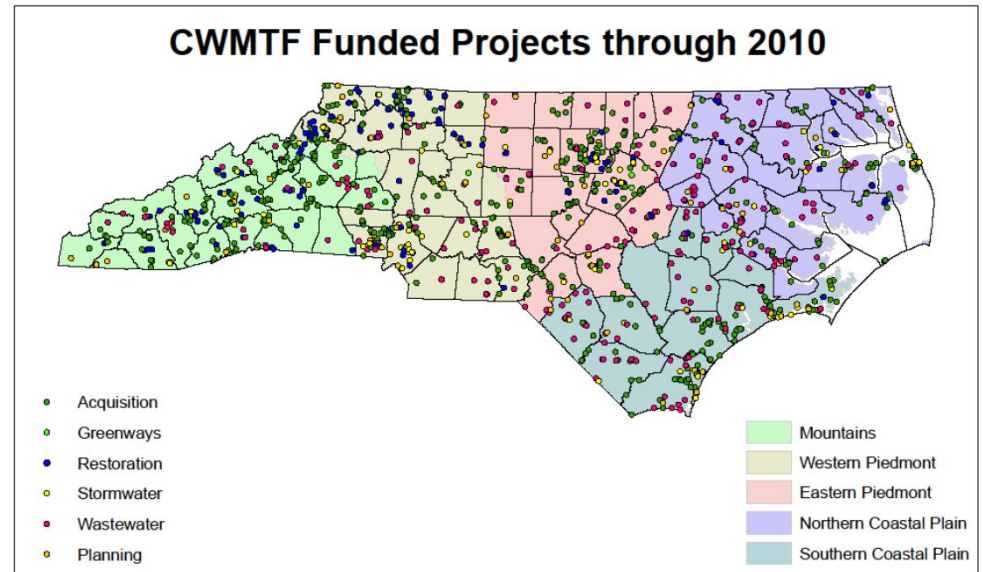 CWMTF Funded Projects through 2010
Acquisition
Greenways
Restoration
Stormwater
Wastewater
Planning
Mountains
Western Piedmont
Eastern Piedmont
Northern Coastal Plain
Southern Coastal Plain